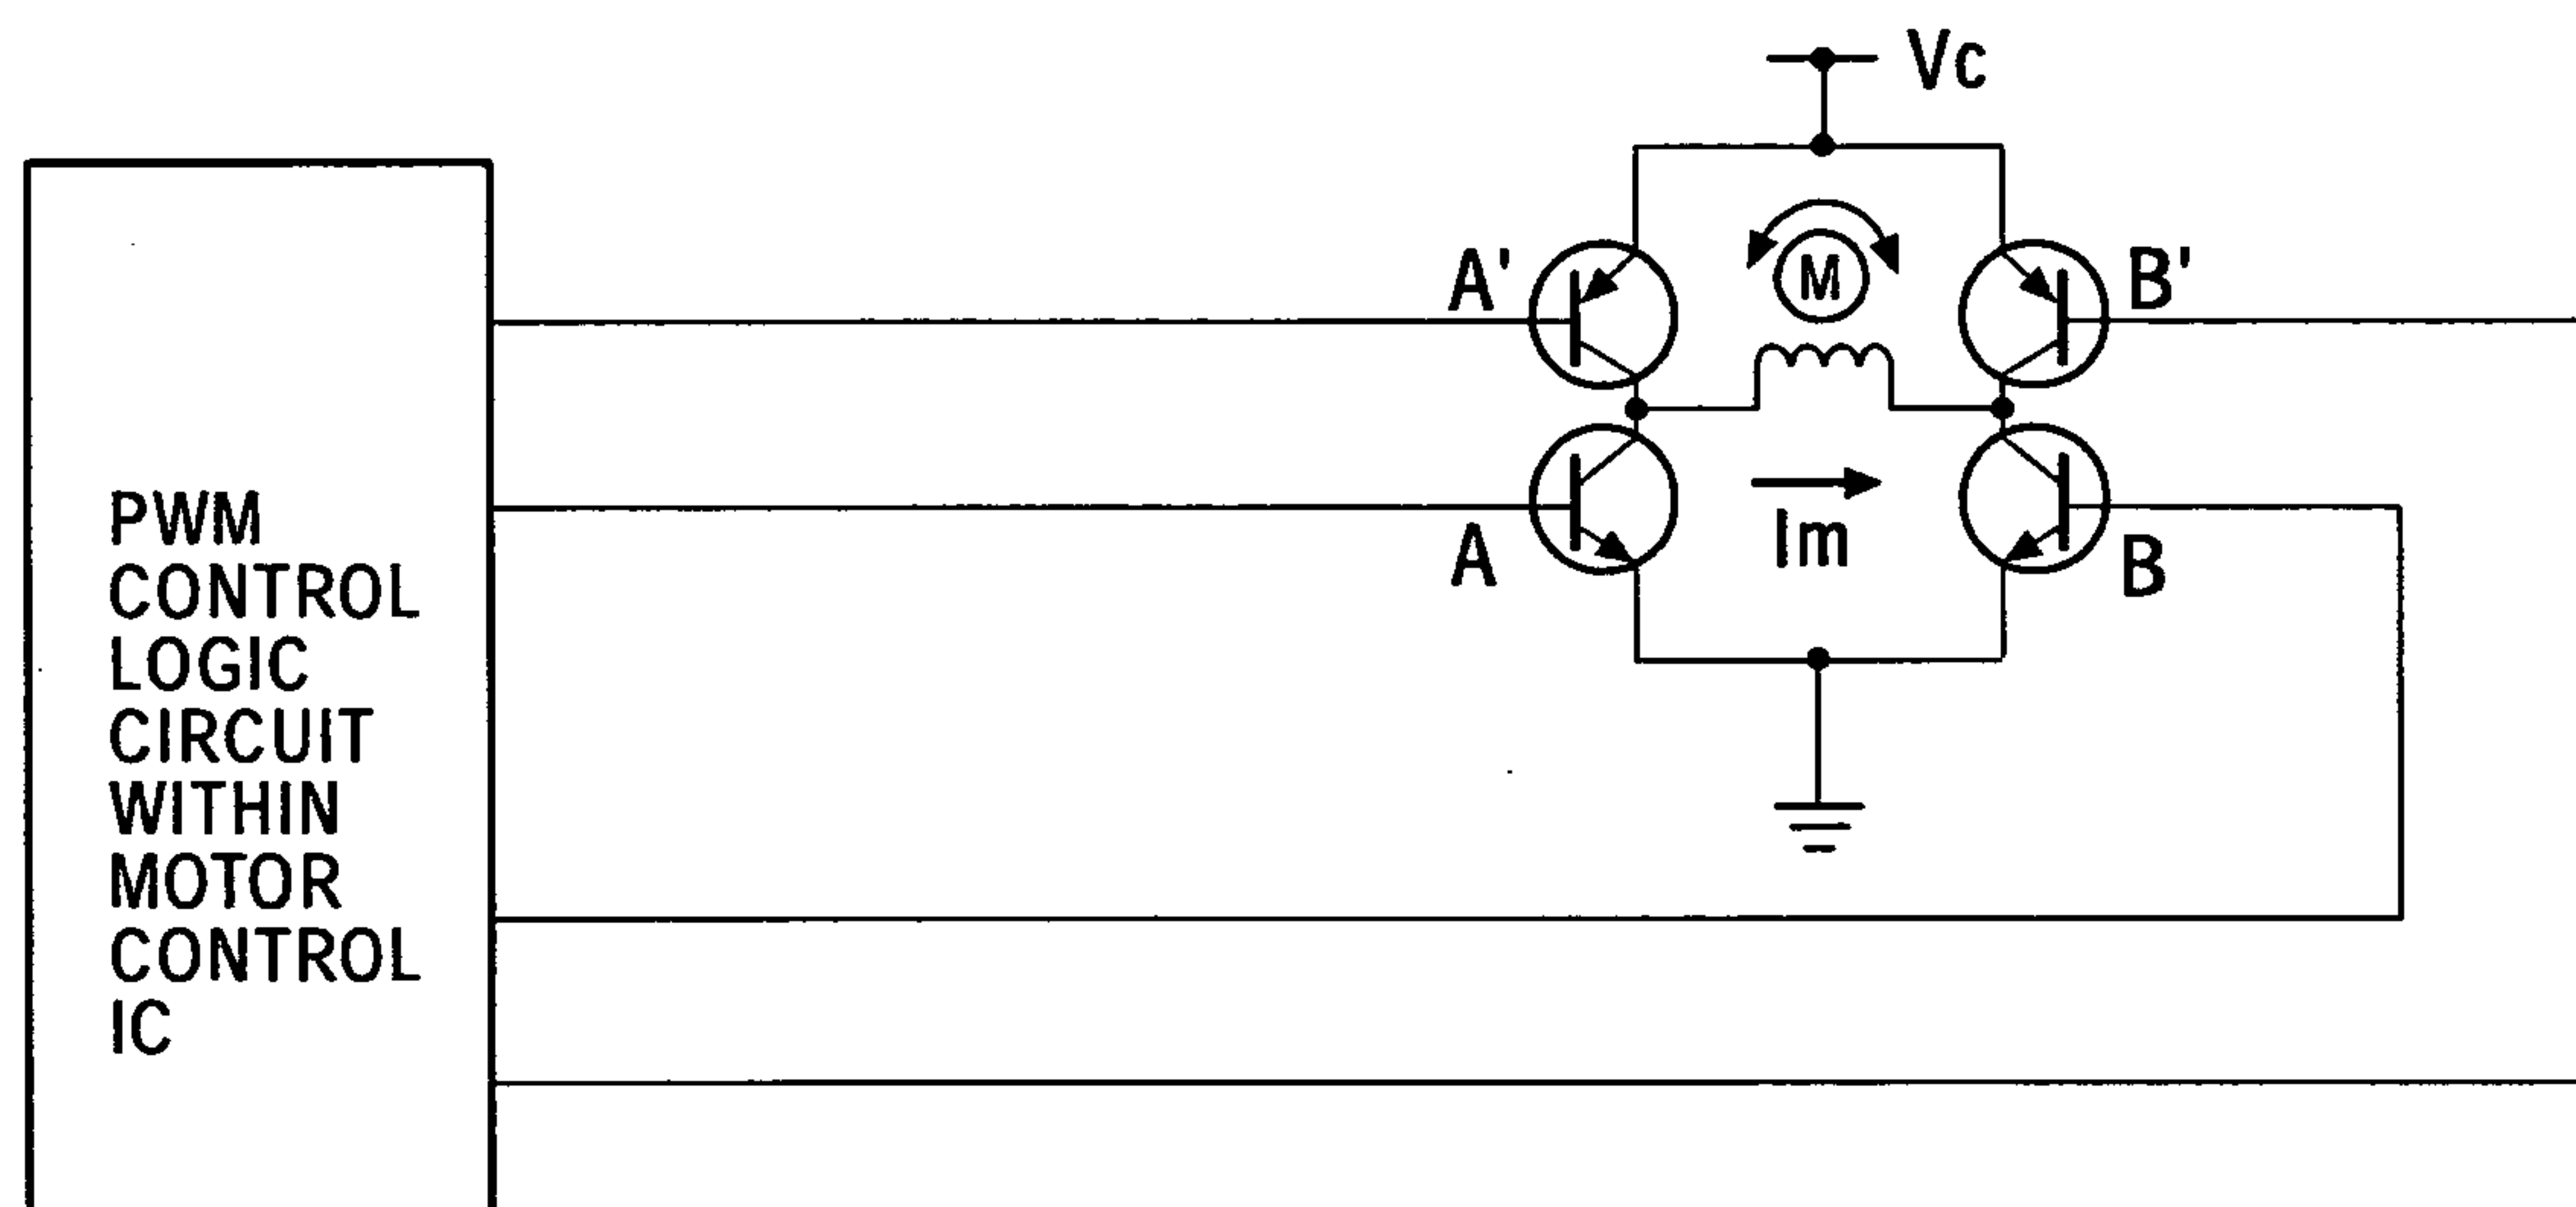 Vc
A'
M
B'
A
Im
B
PWM
CONTROL
LOGIC
CIRCUIT
WITHIN
MOTOR
CONTROL
IC